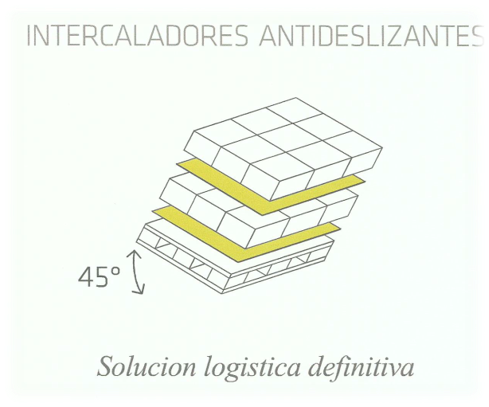 INTERCALADORES ANTIDESLIZANTES
45°
Solucion logistica definitiva